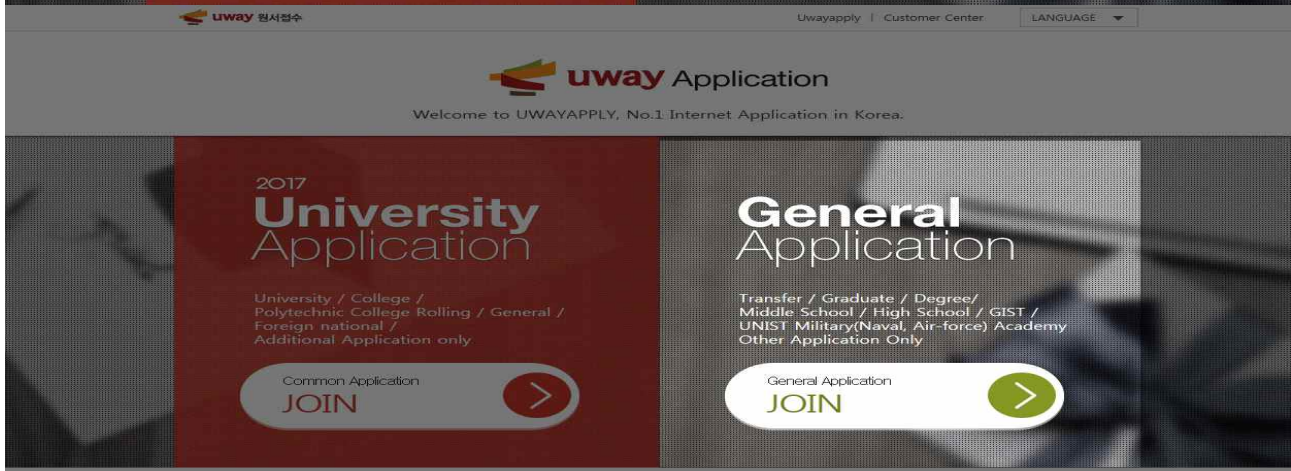 uway 원서접수
Uwayapply | Customer Center
LANGUAGE
uway Application
Welcome to UWAYAPPLY, No.1 Internet Application in Korea.
2017
University
Application
University / College /
Polytechnic College Rolling / General /
Foreign national /
Additional Application only
Common Application
JOIN
General
Application
Transfer / Graduate / Degree/
Middle School / High School / GIST /
UNIST Military(Naval, Air-force) Academy
Other Application Only
General Application
JOIN